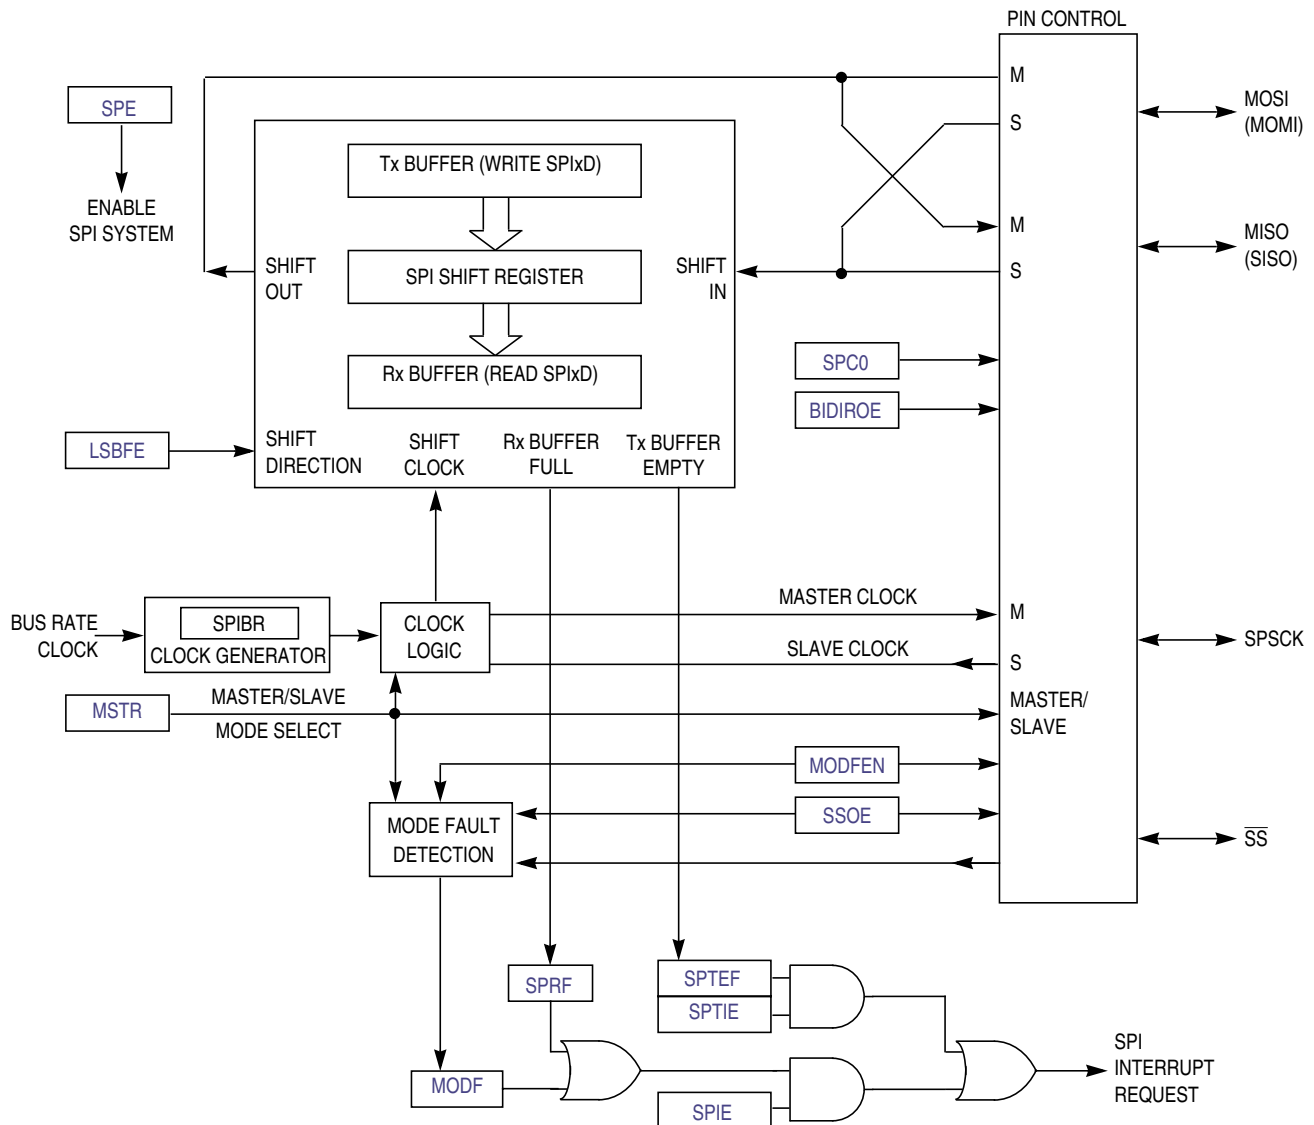 PIN CONTROL
M
SPE
MOSI
(MOMI)
S
Tx BUFFER (WRITE SPIxD)
ENABLE
SPI SYSTEM
M
MISO
(SISO)
SHIFT
OUT
SPI SHIFT REGISTER
SHIFT
IN
S
SPC0
Rx BUFFER (READ SPIxD)
BIDIROE
LSBFE
SHIFT
DIRECTION
SHIFT
CLOCK
Rx BUFFER
FULL
Tx BUFFER
EMPTY
MASTER CLOCK
M
BUS RATE
CLOCK
SPIBR
CLOCK GENERATOR
CLOCK
LOGIC
SPSCK
SLAVE CLOCK
S
MSTR
MASTER/SLAVE
MODE SELECT
MASTER/
SLAVE
MODFEN
SSOE
MODE FAULT
DETECTION
SS
SPRF
SPTEF
SPTIE
SPI
INTERRUPT
REQUEST
MODF
SPIE